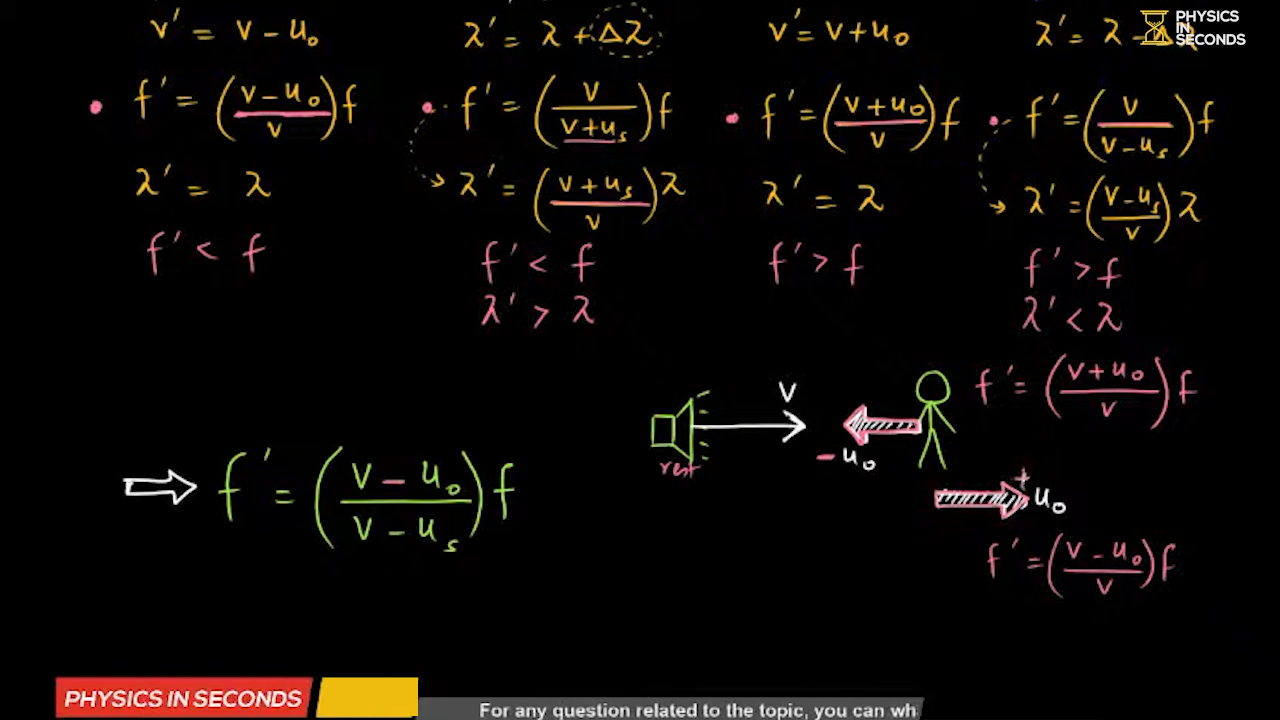 PHYSICS
IN
SECONDS
v' = v - u₀
λ' = λ + Δλ
v' = v + u₀
λ' = λ - Δλ
f' = (v - u₀ / v) f
f' = (v / v + uₛ) f
f' = (v + u₀ / v) f
f' = (v / v - uₛ) f
λ' = λ
λ' = (v + uₛ / v) λ
λ' = λ
λ' = (v - uₛ / v) λ
f' < f
f' < f
f' > f
f' > f
λ' > λ
λ' < λ
f' = (v + u₀ / v) f
v
rest
- u₀
+
u₀
f' = (v - u₀ / v - uₛ) f
f' = (v - u₀ / v) f
PHYSICS IN SECONDS
For any question related to the topic, you can wh